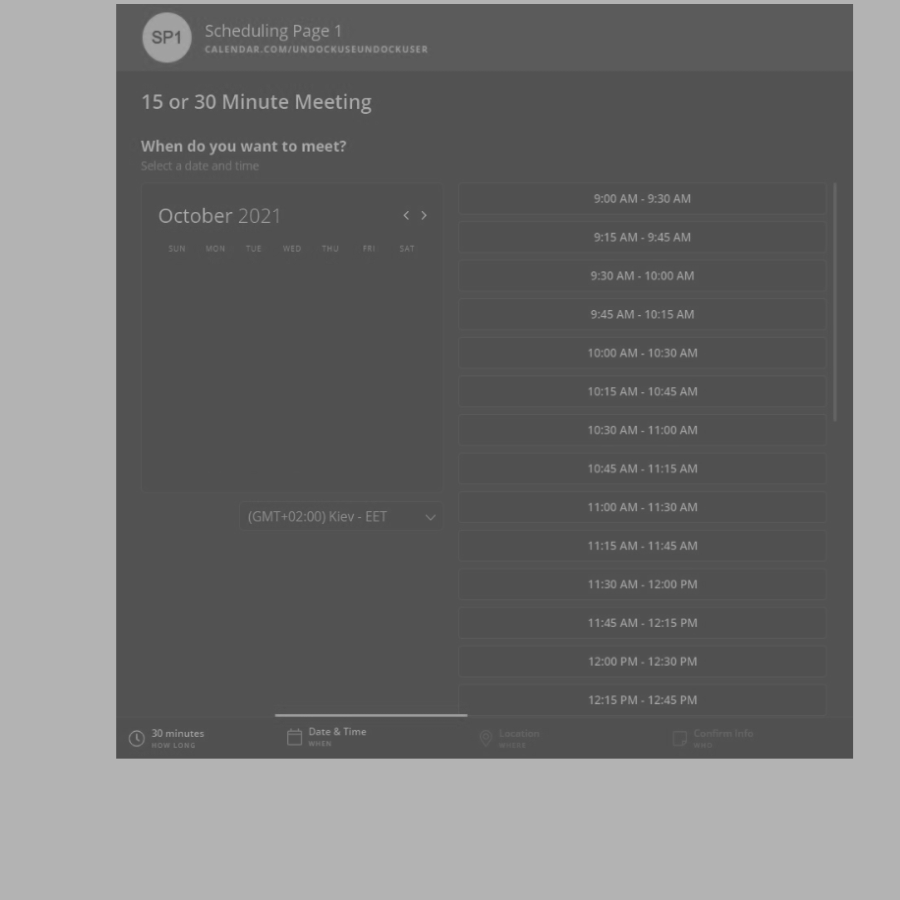 SP1
Scheduling Page 1
CALENDAR.COM/UNDOCKUSEUNDOCKUSER
15 or 30 Minute Meeting
When do you want to meet?
Select a date and time
October 2021
SUN MON TUE WED THU FRI SAT
(GMT+02:00) Kiev - EET
9:00 AM - 9:30 AM
9:15 AM - 9:45 AM
9:30 AM - 10:00 AM
9:45 AM - 10:15 AM
10:00 AM - 10:30 AM
10:15 AM - 10:45 AM
10:30 AM - 11:00 AM
10:45 AM - 11:15 AM
11:00 AM - 11:30 AM
11:15 AM - 11:45 AM
11:30 AM - 12:00 PM
11:45 AM - 12:15 PM
12:00 PM - 12:30 PM
12:15 PM - 12:45 PM
30 minutes
HOW LONG
Date & Time
WHEN
Location
WHERE
Confirm Info
WHO